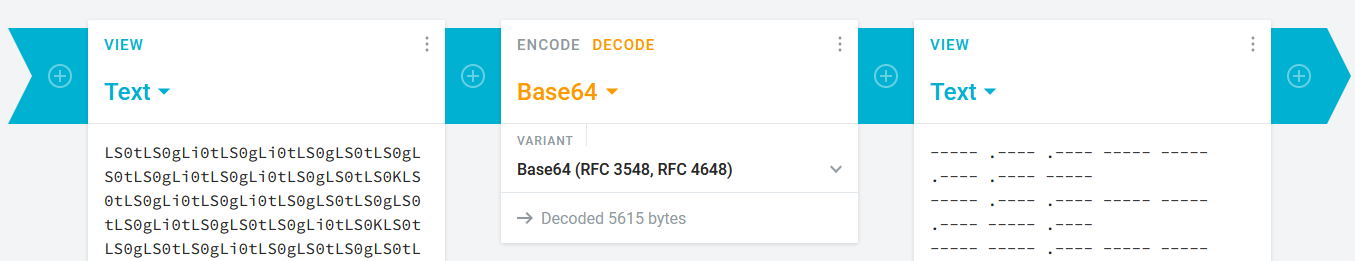 VIEW
Text
LS0tLS0gLi0tLS0gLi0tLS0gLS0tLS0gL
S0tLS0gLi0tLS0gLi0tLS0gLS0tLS0KLS
0tLS0gLi0tLS0gLi0tLS0gLS0tLS0gLS0
tLS0gLi0tLS0gLS0tLS0gLi0tLS0KLS0t
LS0gLS0tLS0gLi0tLS0gLS0tLS0gLS0tL
ENCODE DECODE
Base64
VARIANT
Base64 (RFC 3548, RFC 4648)
→ Decoded 5615 bytes
VIEW
Text
----- .---- .---- ----- -----
.---- .---- -----
----- .---- .---- ----- -----
.---- ----- .----
----- ----- .---- ----- -----